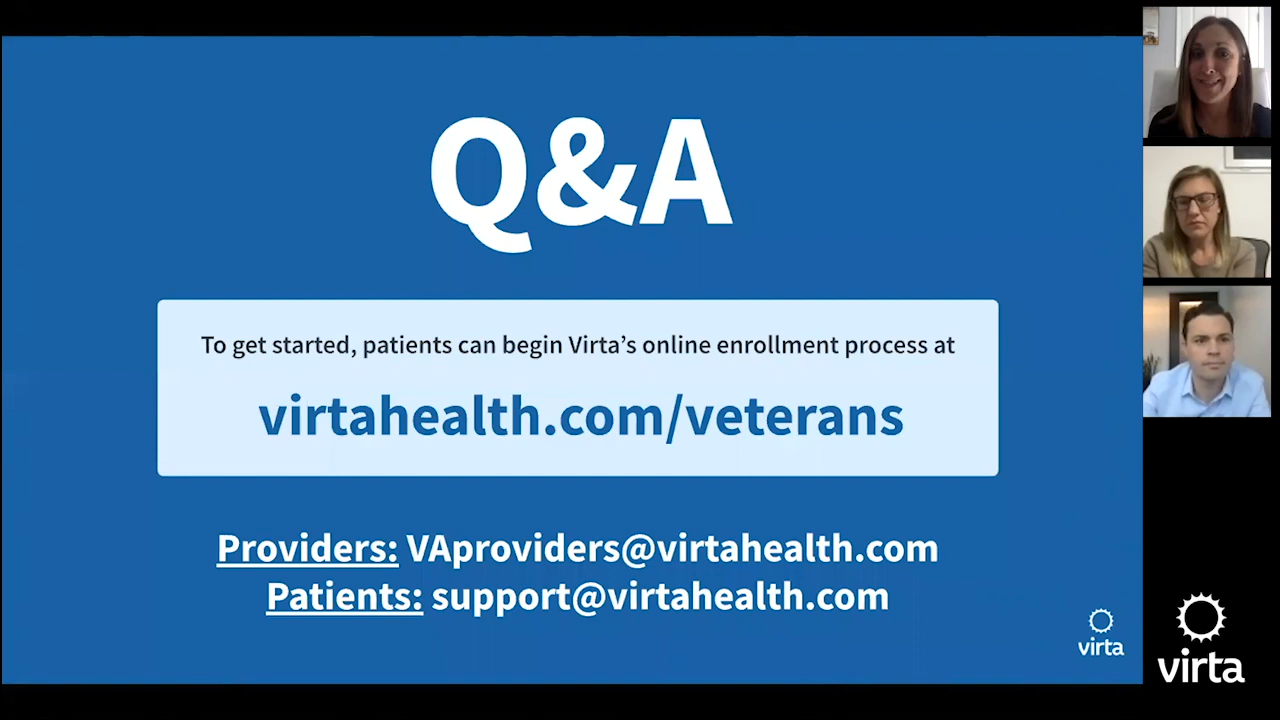 Q&A
To get started, patients can begin Virta's online enrollment process at
virtahealth.com/veterans
Providers: VAproviders@virtahealth.com
Patients: support@virtahealth.com
virta
virta